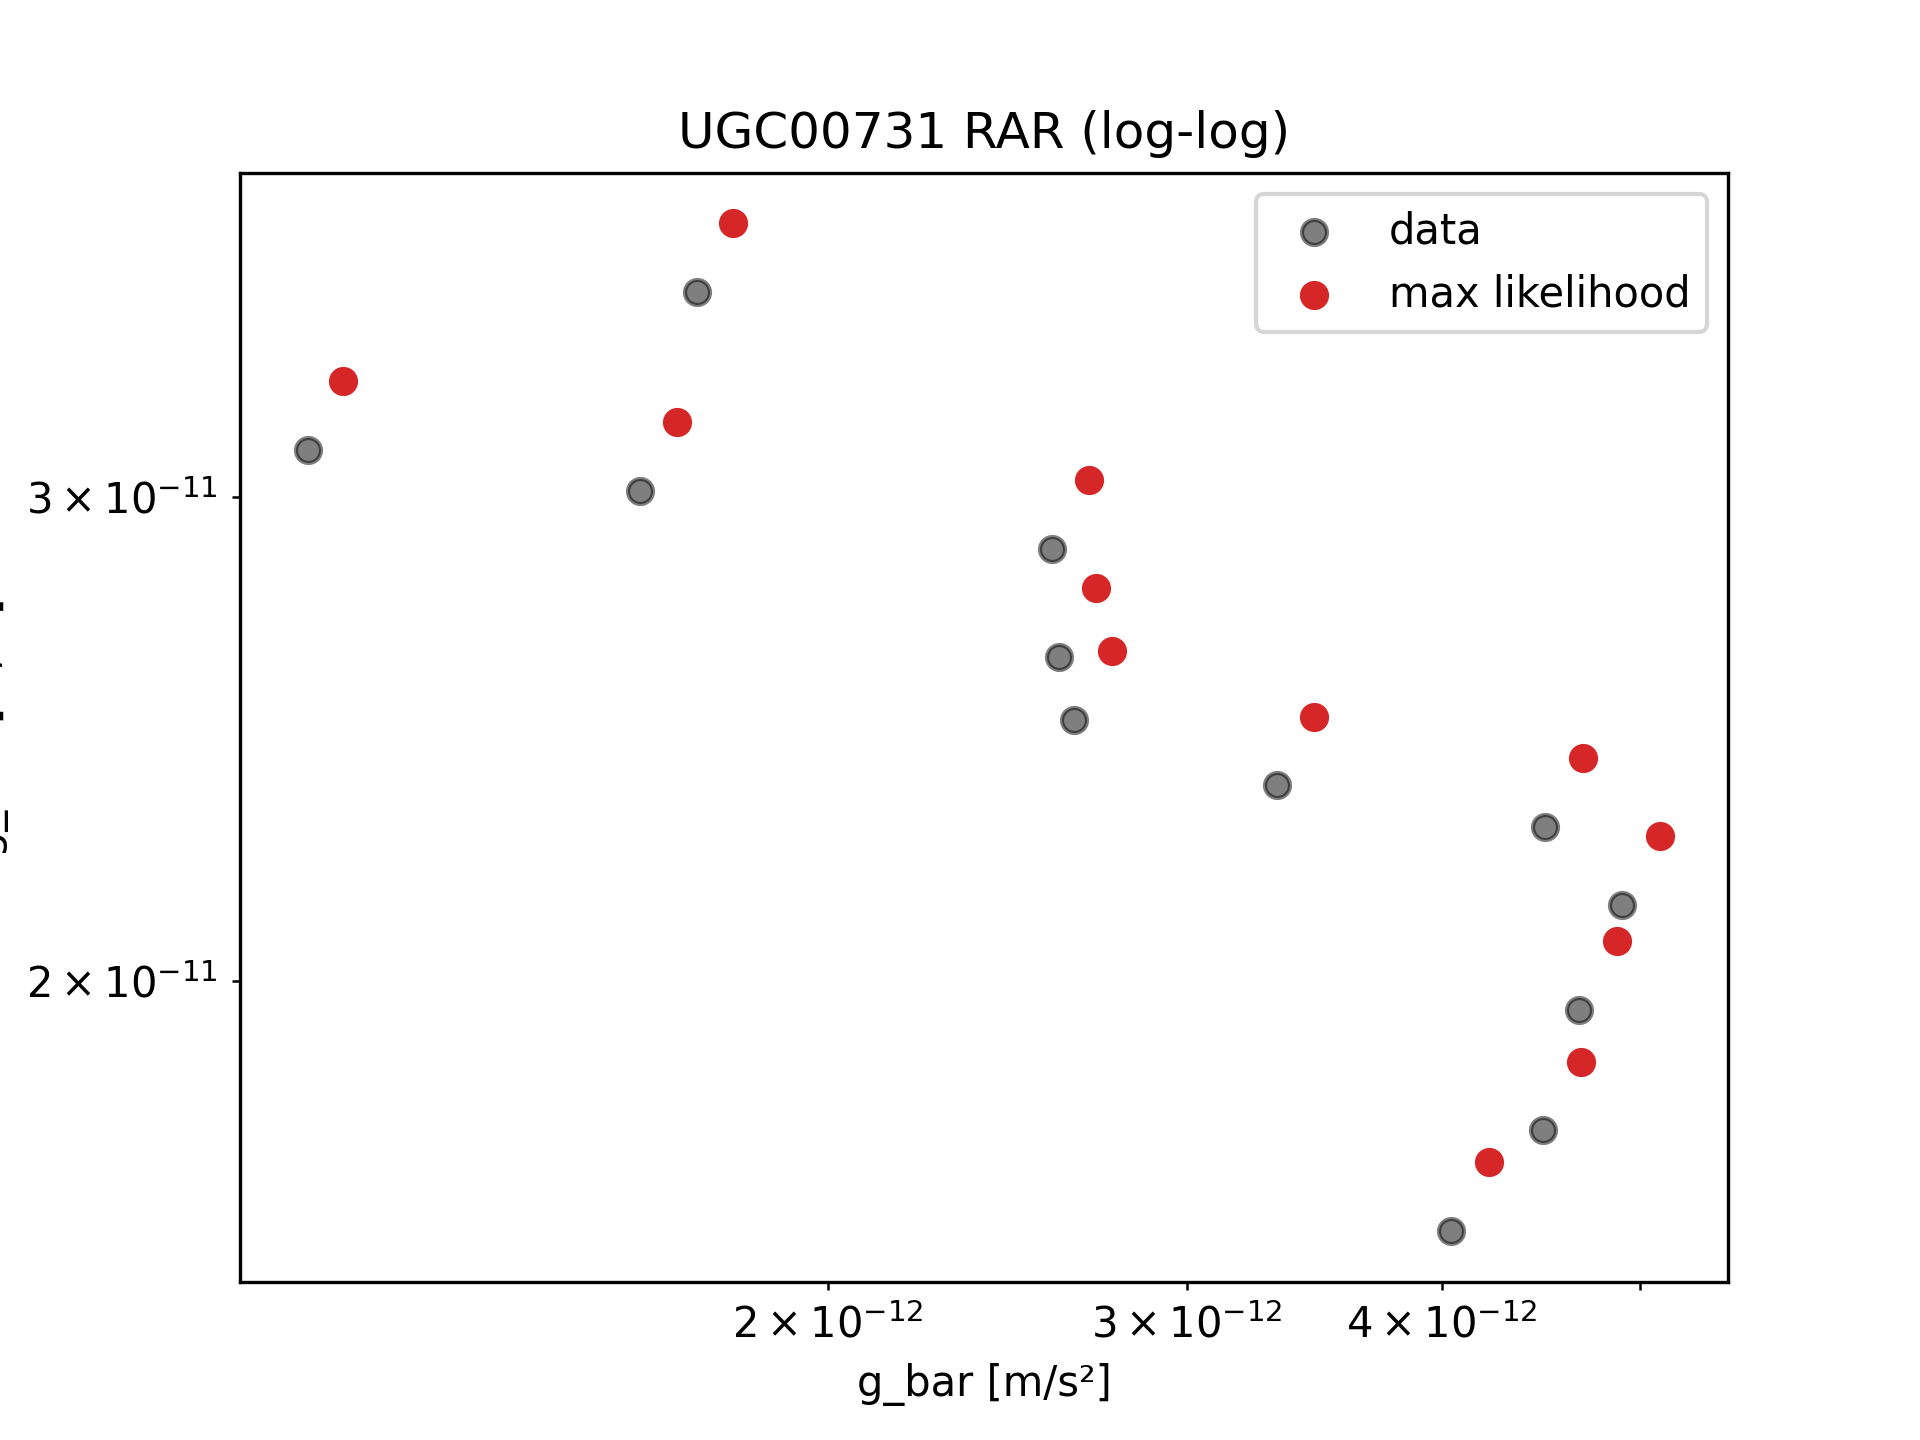 UGC00731 RAR (log-log)
data
max likelihood
3 × 10⁻¹¹
2 × 10⁻¹¹
2 × 10⁻¹² 3 × 10⁻¹² 4 × 10⁻¹²
g_bar [m/s²]